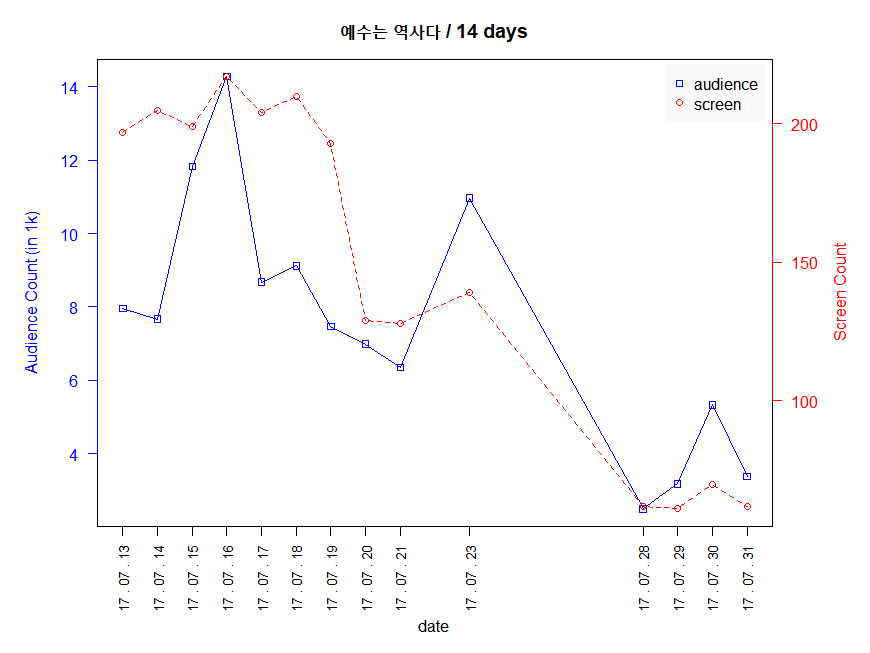 예수는 역사다 / 14 days
audience
screen
Audience Count (in 1k)
14
12
10
8
6
4
200
150
100
Screen Count
17 . 07 . 13
17 . 07 . 14
17 . 07 . 15
17 . 07 . 16
17 . 07 . 17
17 . 07 . 18
17 . 07 . 19
17 . 07 . 20
17 . 07 . 21
17 . 07 . 23
17 . 07 . 28
17 . 07 . 29
17 . 07 . 30
17 . 07 . 31
date